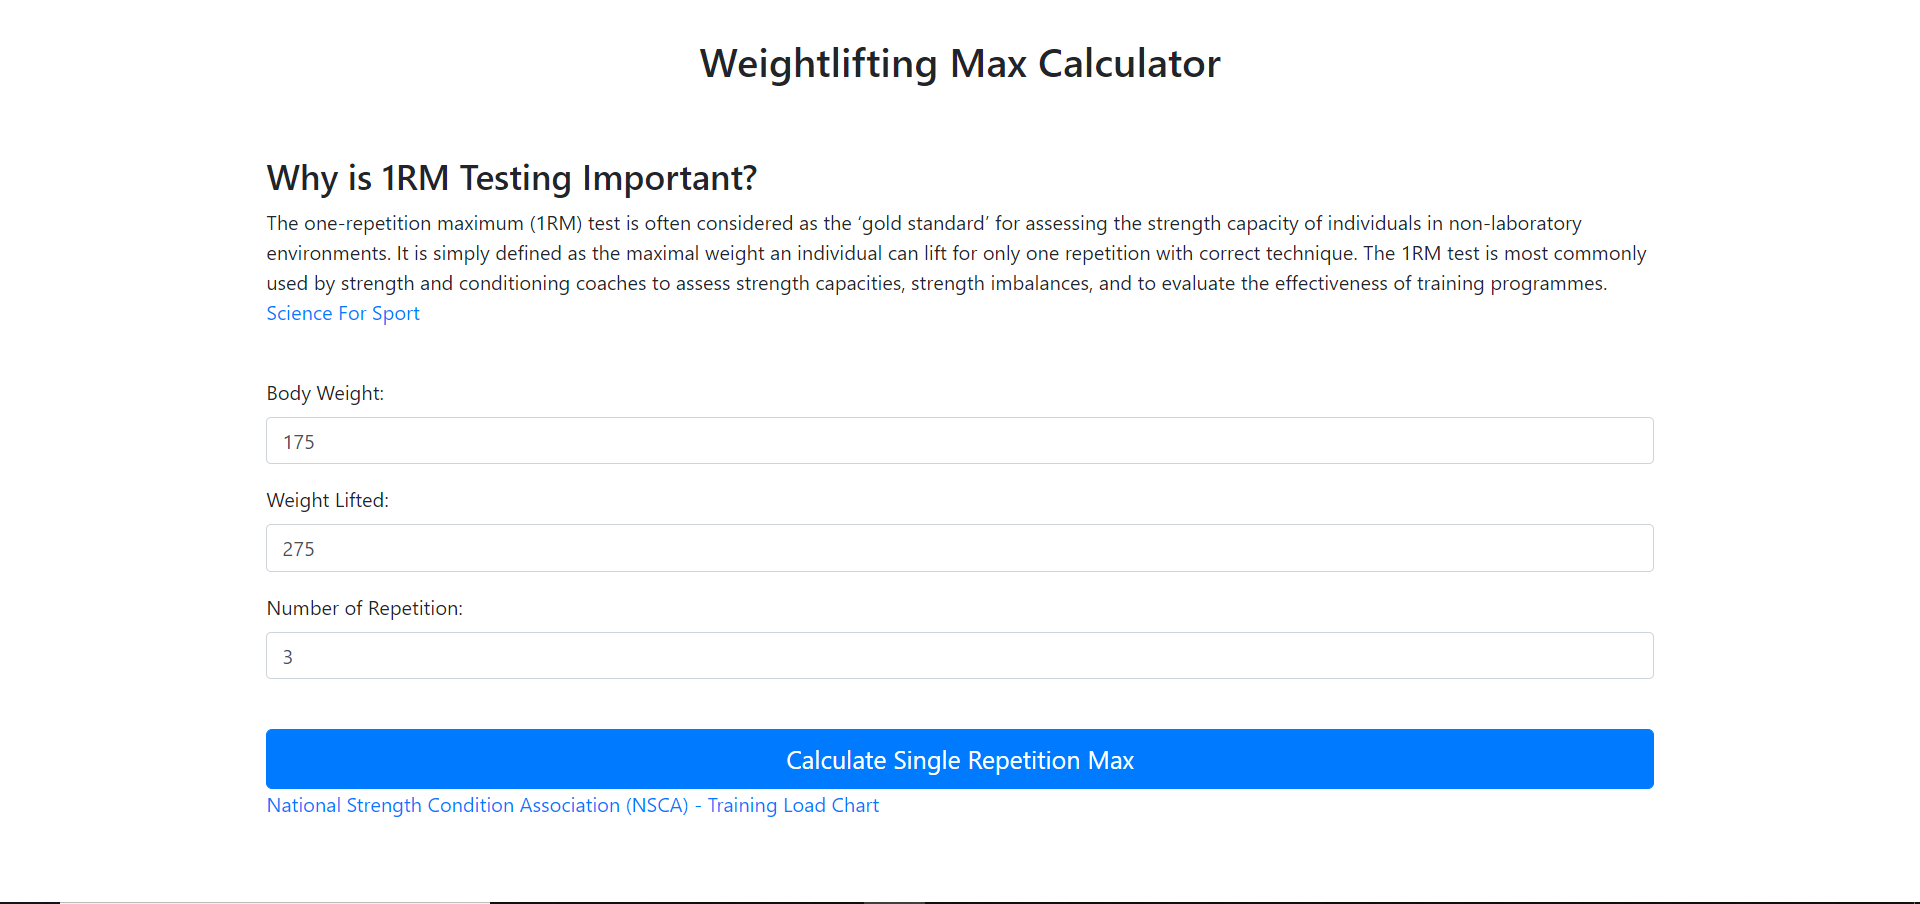 Weightlifting Max Calculator
Why is 1RM Testing Important?
The one-repetition maximum (1RM) test is often considered as the ‘gold standard’ for assessing the strength capacity of individuals in non-laboratory
environments. It is simply defined as the maximal weight an individual can lift for only one repetition with correct technique. The 1RM test is most commonly
used by strength and conditioning coaches to assess strength capacities, strength imbalances, and to evaluate the effectiveness of training programmes.
Science For Sport
Body Weight:
175
Weight Lifted:
275
Number of Repetition:
3
Calculate Single Repetition Max
National Strength Condition Association (NSCA) - Training Load Chart